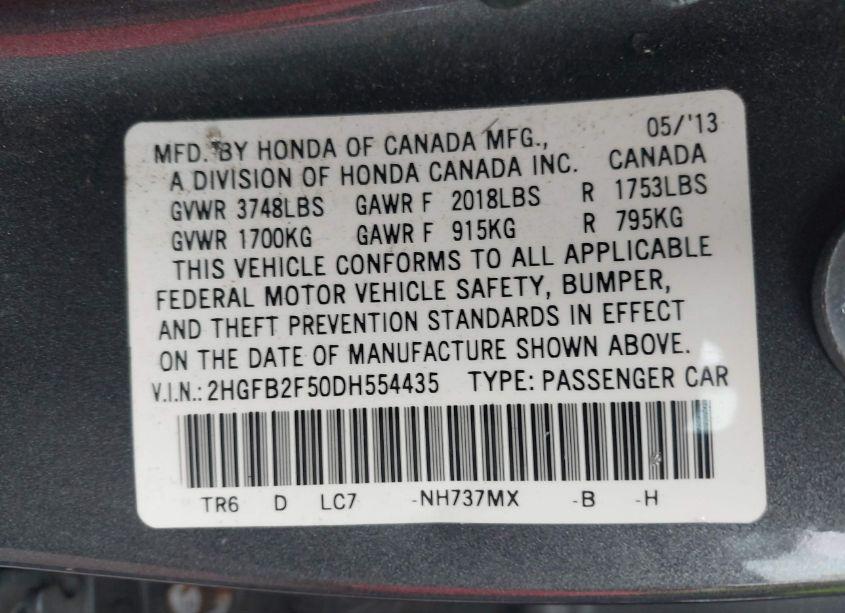 MFD. BY HONDA OF CANADA MFG., 05/'13
A DIVISION OF HONDA CANADA INC. CANADA
GVWR 3748LBS GAWR F 2018LBS R 1753LBS
GVWR 1700KG GAWR F 915KG R 795KG
THIS VEHICLE CONFORMS TO ALL APPLICABLE
FEDERAL MOTOR VEHICLE SAFETY, BUMPER,
AND THEFT PREVENTION STANDARDS IN EFFECT
ON THE DATE OF MANUFACTURE SHOWN ABOVE.
V.I.N.: 2HGFB2F50DH554435 TYPE: PASSENGER CAR
TR6 D LC7 -NH737MX -B -H